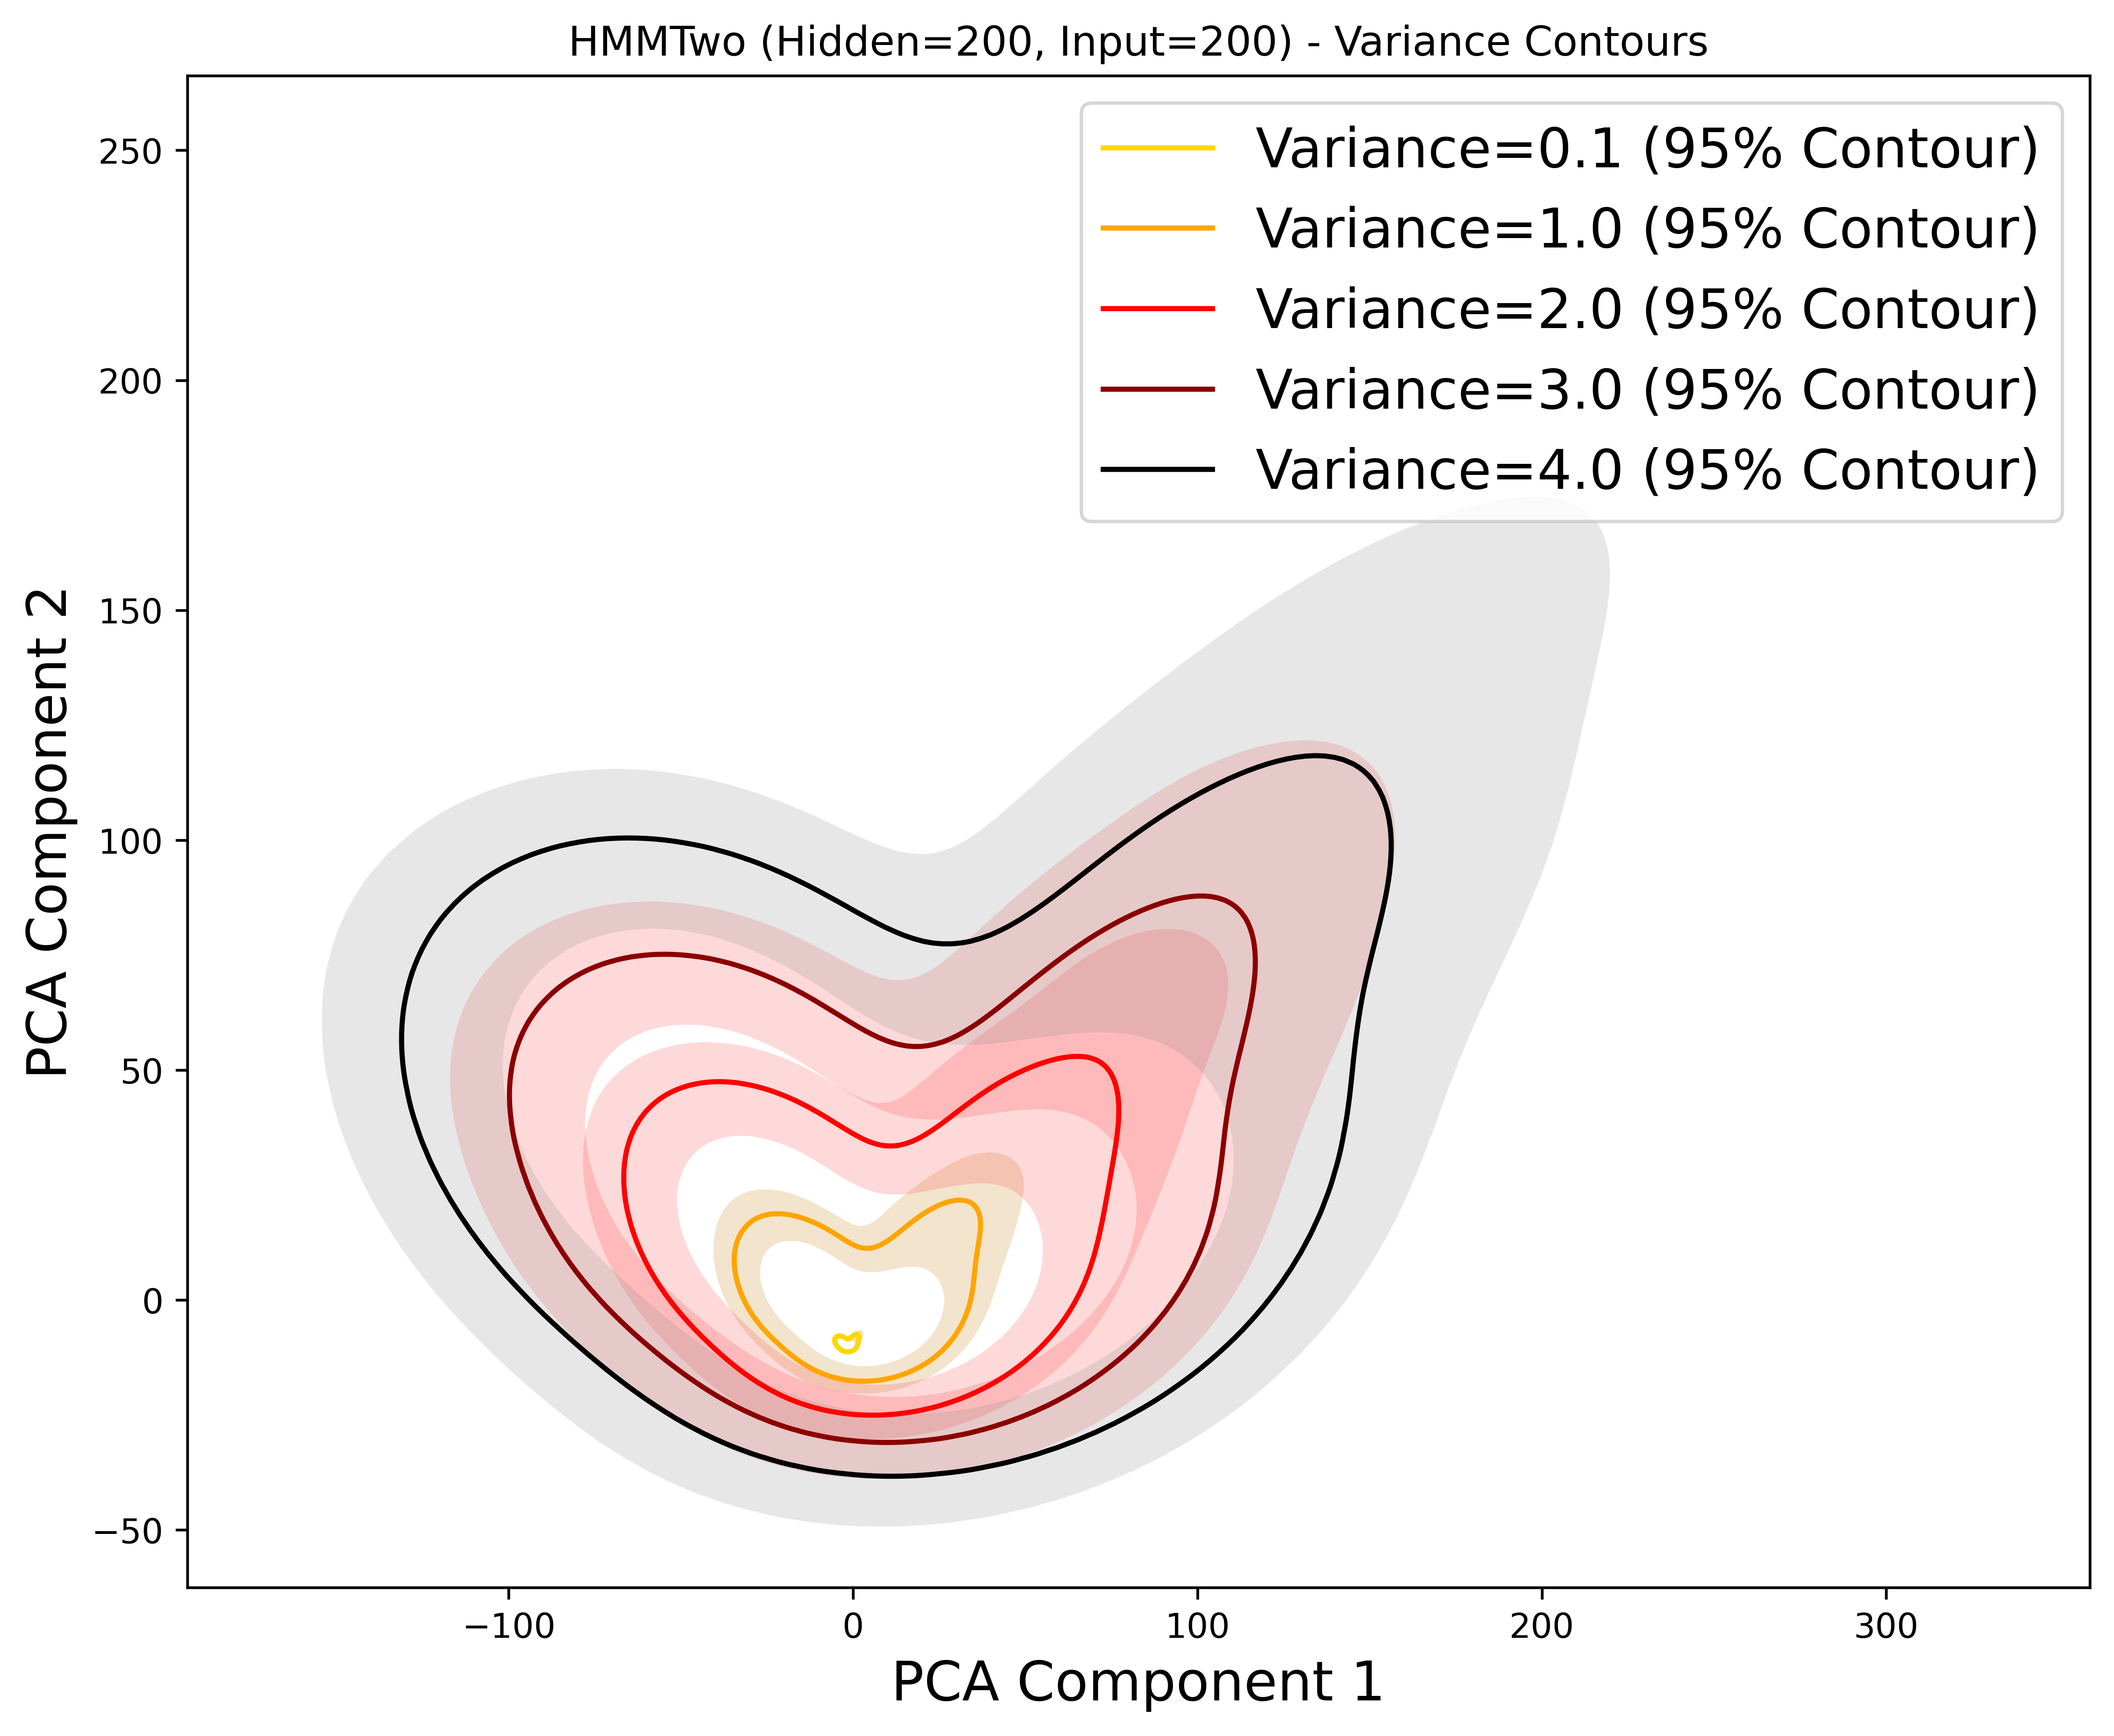 HMMTwo (Hidden=200, Input=200) - Variance Contours
Variance=0.1 (95% Contour)
Variance=1.0 (95% Contour)
Variance=2.0 (95% Contour)
Variance=3.0 (95% Contour)
Variance=4.0 (95% Contour)
PCA Component 2
250
200
150
100
50
0
−50
−100
0
100
200
300
PCA Component 1